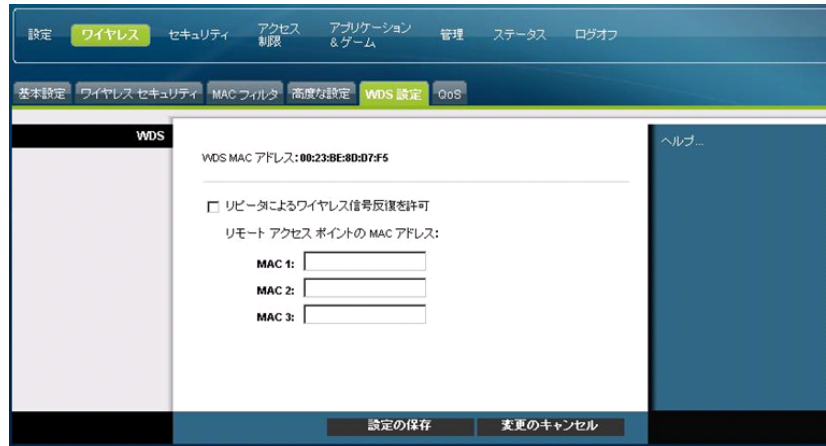 設定 ワイヤレス セキュリティ アクセス制限 アプリケーション&ゲーム 管理 ステータス ログオフ
基本設定 ワイヤレス セキュリティ MAC フィルタ 高度な設定 WDS 設定 QoS
WDS
WDS MAC アドレス:00:23:BE:8D:D7:F5
ヘルプ...
リピータによるワイヤレス信号反復を許可
リモート アクセス ポイントの MAC アドレス:
MAC 1:
MAC 2:
MAC 3:
設定の保存 変更のキャンセル